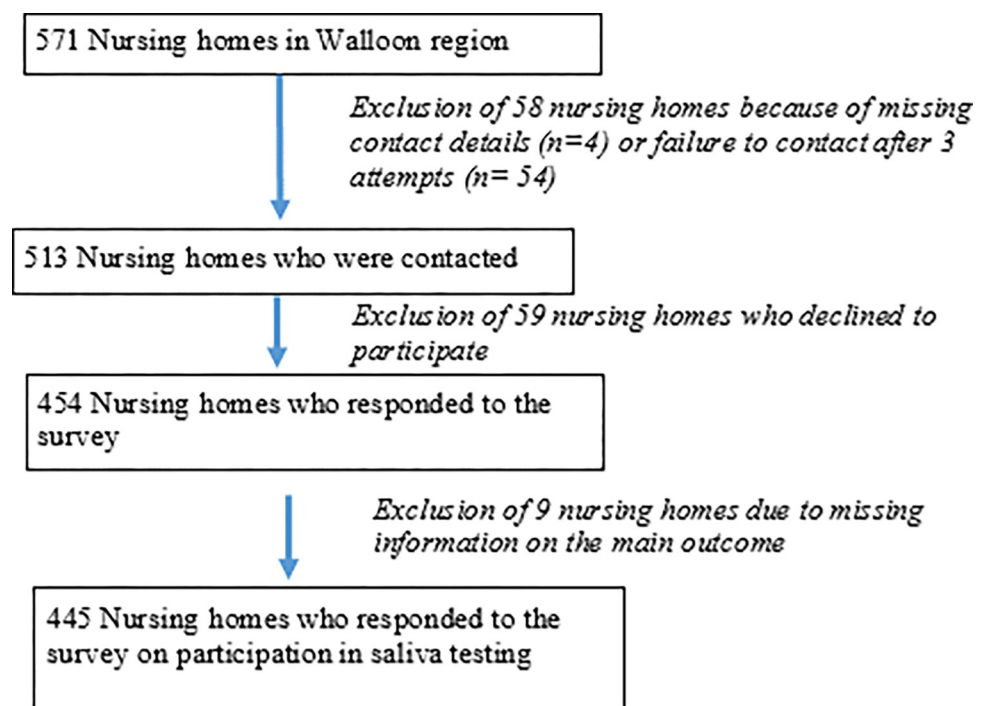 571 Nursing homes in Walloon region
Exclusion of 58 nursing homes because of missing
contact details (n=4) or failure to contact after 3
attempts (n= 54)
513 Nursing homes who were contacted
Exclusion of 59 nursing homes who declined to
participate
454 Nursing homes who responded to the
survey
Exclusion of 9 nursing homes due to missing
information on the main outcome
445 Nursing homes who responded to the
survey on participation in saliva testing